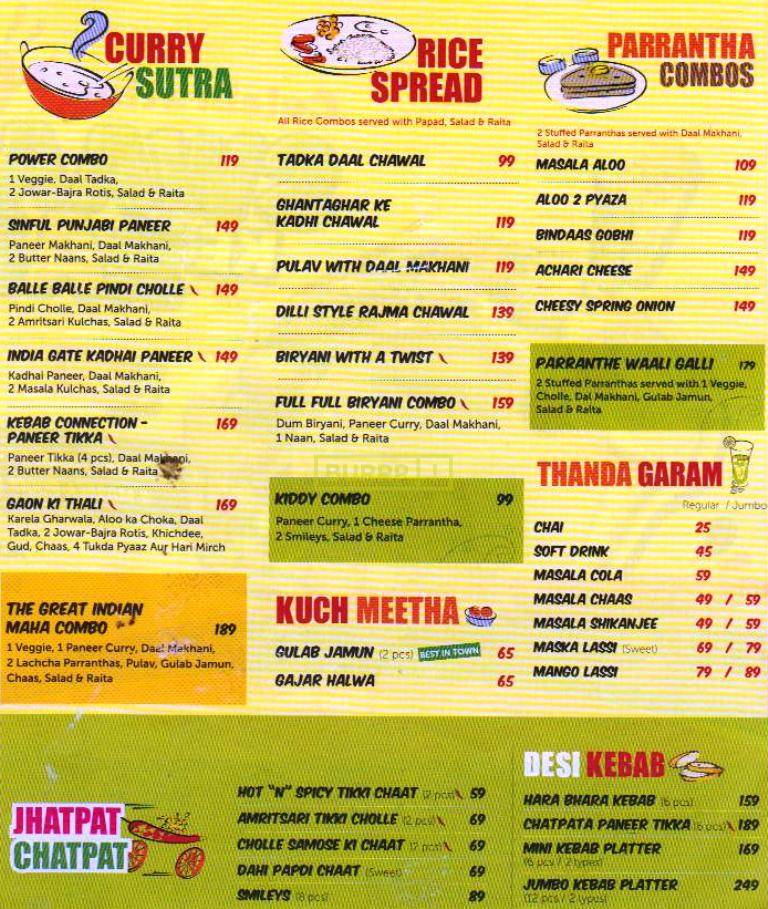 CURRY
SUTRA
POWER COMBO 119
1 Veggie, Daal Tadka,
2 Jowar-Bajra Rotis, Salad & Raita
SINFUL PUNJABI PANEER 149
Paneer Makhani, Daal Makhani,
2 Butter Naans, Salad & Raita
BALLE BALLE PINDI CHOLLE 149
Pindi Cholle, Daal Makhani,
2 Amritsari Kulchas, Salad & Raita
INDIA GATE KADHAI PANEER 149
Kadhai Paneer, Daal Makhani,
2 Masala Kulchas, Salad & Raita
KEBAB CONNECTION - 169
PANEER TIKKA
Paneer Tikka (4 pcs), Daal Makhani,
2 Butter Naans, Salad & Raita
GAON KI THALI 169
Karela Gharwala, Aloo ka Choka, Daal
Tadka, 2 Jowar-Bajra Rotis, Khichdee,
Gud, Chaas, 4 Tukda Pyaaz Aur Hari Mirch
THE GREAT INDIAN
MAHA COMBO 189
1 Veggie, 1 Paneer Curry, Daal Makhani,
2 Lachcha Parranthas, Pulav, Gulab Jamun,
Chaas, Salad & Raita
RICE
SPREAD
All Rice Combos served with Papad, Salad & Raita
TADKA DAAL CHAWAL 99
GHANTAGHAR KE
KADHI CHAWAL 119
PULAV WITH DAAL MAKHANI 119
DILLI STYLE RAJMA CHAWAL 139
BIRYANI WITH A TWIST 139
FULL FULL BIRYANI COMBO 159
Dum Biryani, Paneer Curry, Daal Makhani,
1 Naan, Salad & Raita
KIDDY COMBO 99
Paneer Curry, 1 Cheese Parrantha,
2 Smileys, Salad & Raita
KUCH MEETHA
GULAB JAMUN (2 pcs) BEST IN TOWN 65
GAJAR HALWA 65
PARRANTHA
COMBOS
2 Stuffed Parranthas served with Daal Makhani,
Salad & Raita
MASALA ALOO 109
ALOO 2 PYAZA 119
BINDAAS GOBHI 119
ACHARI CHEESE 149
CHEESY SPRING ONION 149
PARRANTHE WAALI GALLI 179
2 Stuffed Parranthas served with 1 Veggie,
Cholle, Dal Makhani, Gulab Jamun,
Salad & Raita
THANDA GARAM
Regular / Jumbo
CHAI 25
SOFT DRINK 45
MASALA COLA 59
MASALA CHAAS 49 / 59
MASALA SHIKANJEE 49 / 59
MASKA LASSI (Sweet) 69 / 79
MANGO LASSI 79 / 89
JHATPAT
CHATPAT
HOT "N" SPICY TIKKI CHAAT (2 pcs) 59
AMRITSARI TIKKI CHOLLE (2 pcs) 69
CHOLLE SAMOSE KI CHAAT (2 pcs) 69
DAHI PAPDI CHAAT (Sweet) 69
SMILEYS (8 pcs) 89
DESI KEBAB
HARA BHARA KEBAB (6 pcs) 159
CHATPATA PANEER TIKKA (6 pcs) 189
MINI KEBAB PLATTER 169
(6 pcs / 2 types)
JUMBO KEBAB PLATTER 249
(12 pcs / 2 types)